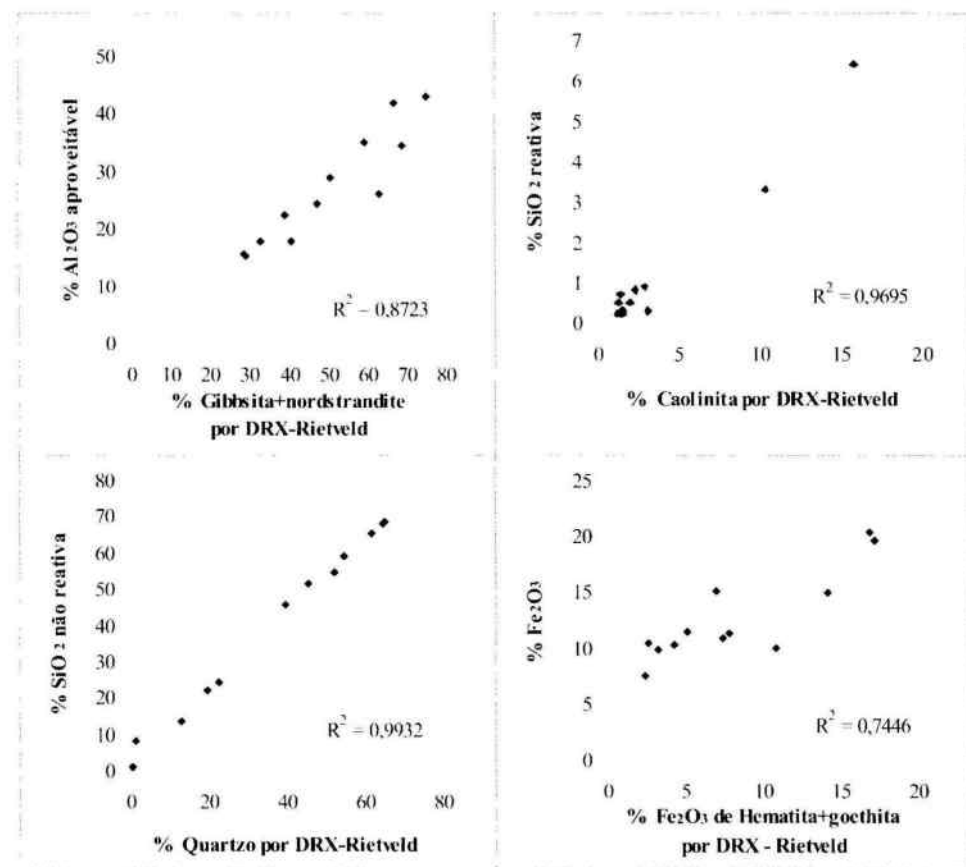 50
40
30
20
10
0
% Al2O3 aproveitável
R² – 0,8723
0 10 20 30 40 50 60 70 80
% Gibbsita+nordstrandite
por DRX-Rietveld
7
6
5
4
3
2
1
0
% SiO2 reativa
R² = 0,9695
0 5 10 15 20
% Caolinita por DRX-Rietveld
80
70
60
50
40
30
20
10
0
% SiO2 não reativa
R² = 0,9932
0 20 40 60 80
% Quartzo por DRX-Rietveld
25
20
15
10
5
0
% Fe2O3
R² = 0,7446
0 5 10 15 20
% Fe2O3 de Hematita+goethita
por DRX - Rietveld